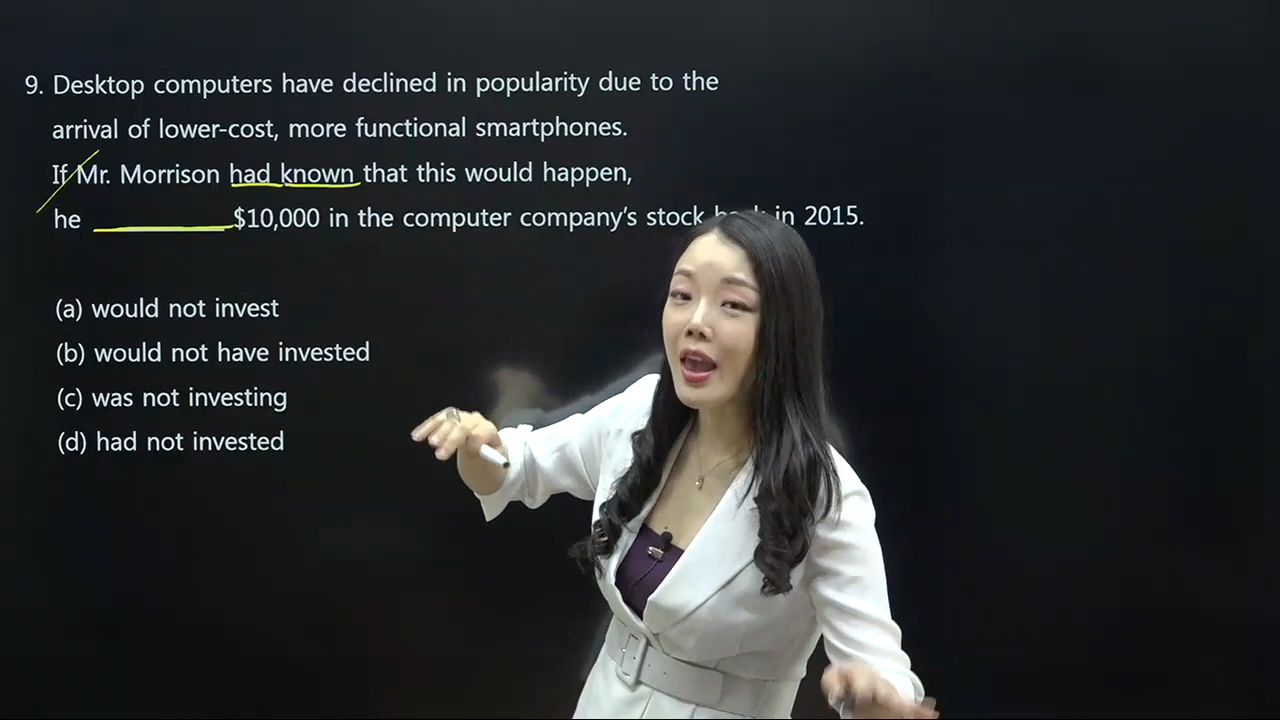 9. Desktop computers have declined in popularity due to the
arrival of lower-cost, more functional smartphones.
If Mr. Morrison had known that this would happen,
he ________ $10,000 in the computer company's stock in 2015.
(a) would not invest
(b) would not have invested
(c) was not investing
(d) had not invested